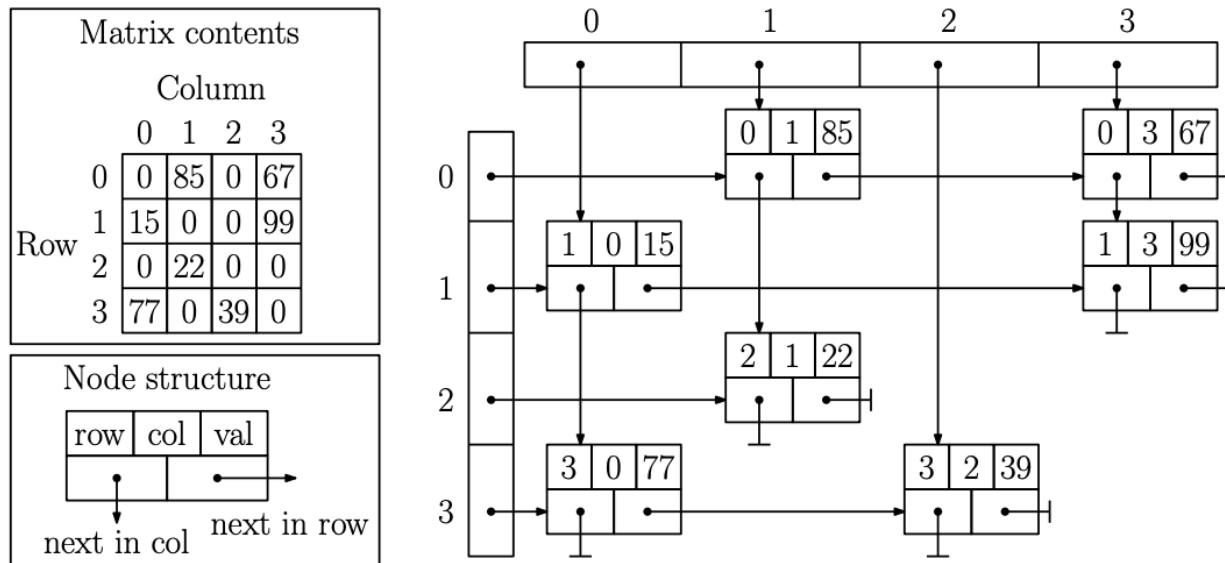 Matrix contents
Column
0 1 2 3
0 0 85 0 67
1 15 0 0 99
Row
2 0 22 0 0
3 77 0 39 0
Node structure
row col val
next in row
next in col
0 1 2 3
0 1 85
0 3 67
0
1 0 15
1 3 99
1
2 1 22
2
3 0 77
3 2 39
3